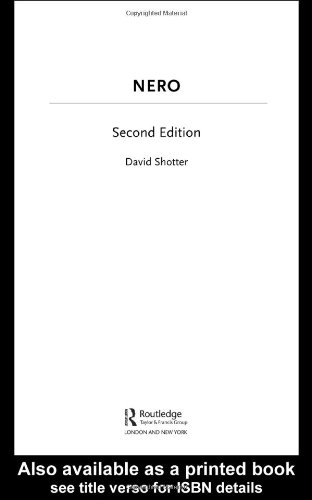 Copyrighted Material
NERO
Second Edition
David Shotter
R
Routledge
Taylor & Francis Group
LONDON AND NEW YORK
Also available as a printed book
see title verso for ISBN details